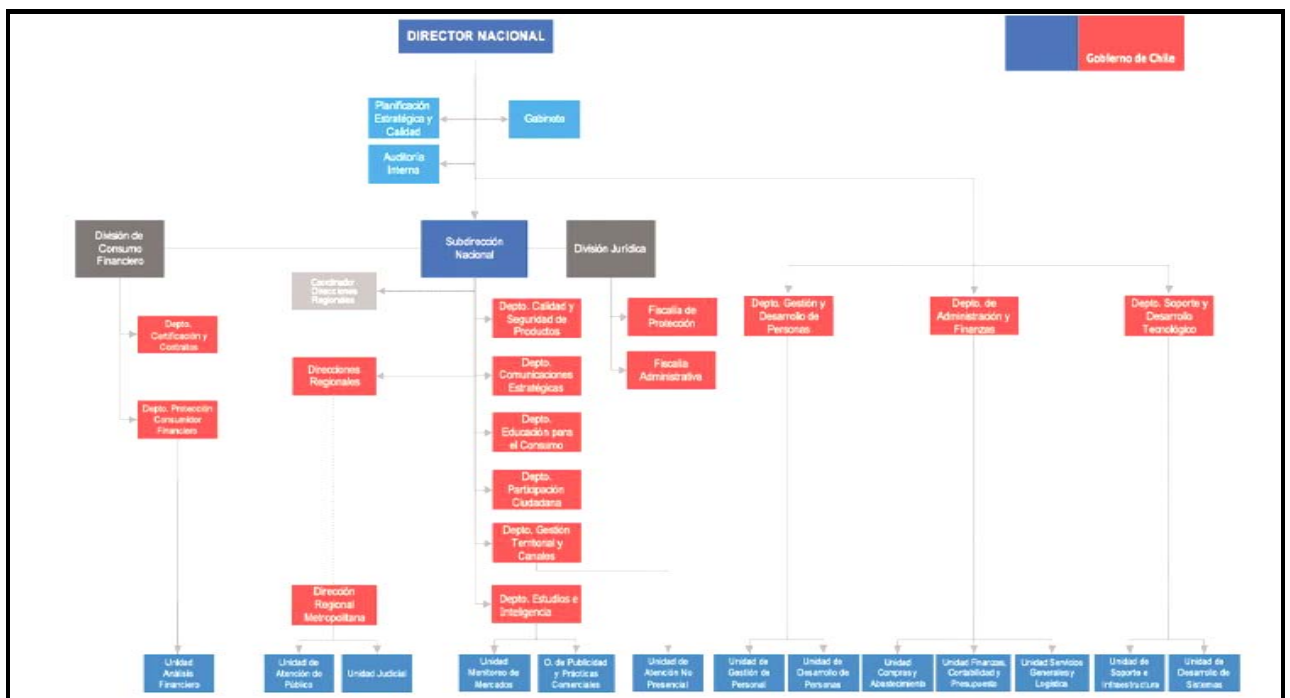 DIRECTOR NACIONAL
Gobierno de Chile
Planificación
Estratégica y
Calidad
Gabinete
Auditoría
Interna
División de
Consumo
Financiero
Subdirección
Nacional
División Jurídica
Coordinador
Direcciones
Regionales
Depto. Calidad y
Seguridad de
Productos
Fiscalía de
Protección
Depto. Gestión y
Desarrollo de
Personas
Depto. de
Administración y
Finanzas
Depto. Soporte y
Desarrollo
Tecnológico
Depto.
Certificación y
Contratos
Direcciones
Regionales
Depto.
Comunicaciones
Estratégicas
Fiscalía
Administrativa
Depto. Protección
Consumidor
Financiero
Depto.
Educación para
el Consumo
Depto.
Participación
Ciudadana
Depto. Gestión
Territorial y
Canales
Dirección
Regional
Metropolitana
Depto. Estudios e
Inteligencia
Unidad
Análisis
Financiero
Unidad de
Atención de
Público
Unidad Judicial
Unidad
Monitoreo de
Mercados
O. de Publicidad
y Prácticas
Comerciales
Unidad de
Atención No
Presencial
Unidad de
Gestión de
Personal
Unidad de
Desarrollo de
Personas
Unidad
Compras y
Abastecimiento
Unidad Finanzas,
Contabilidad y
Presupuesto
Unidad Servicios
Generales y
Logística
Unidad de
Soporte e
Infraestructura
Unidad de
Desarrollo de
Sistemas